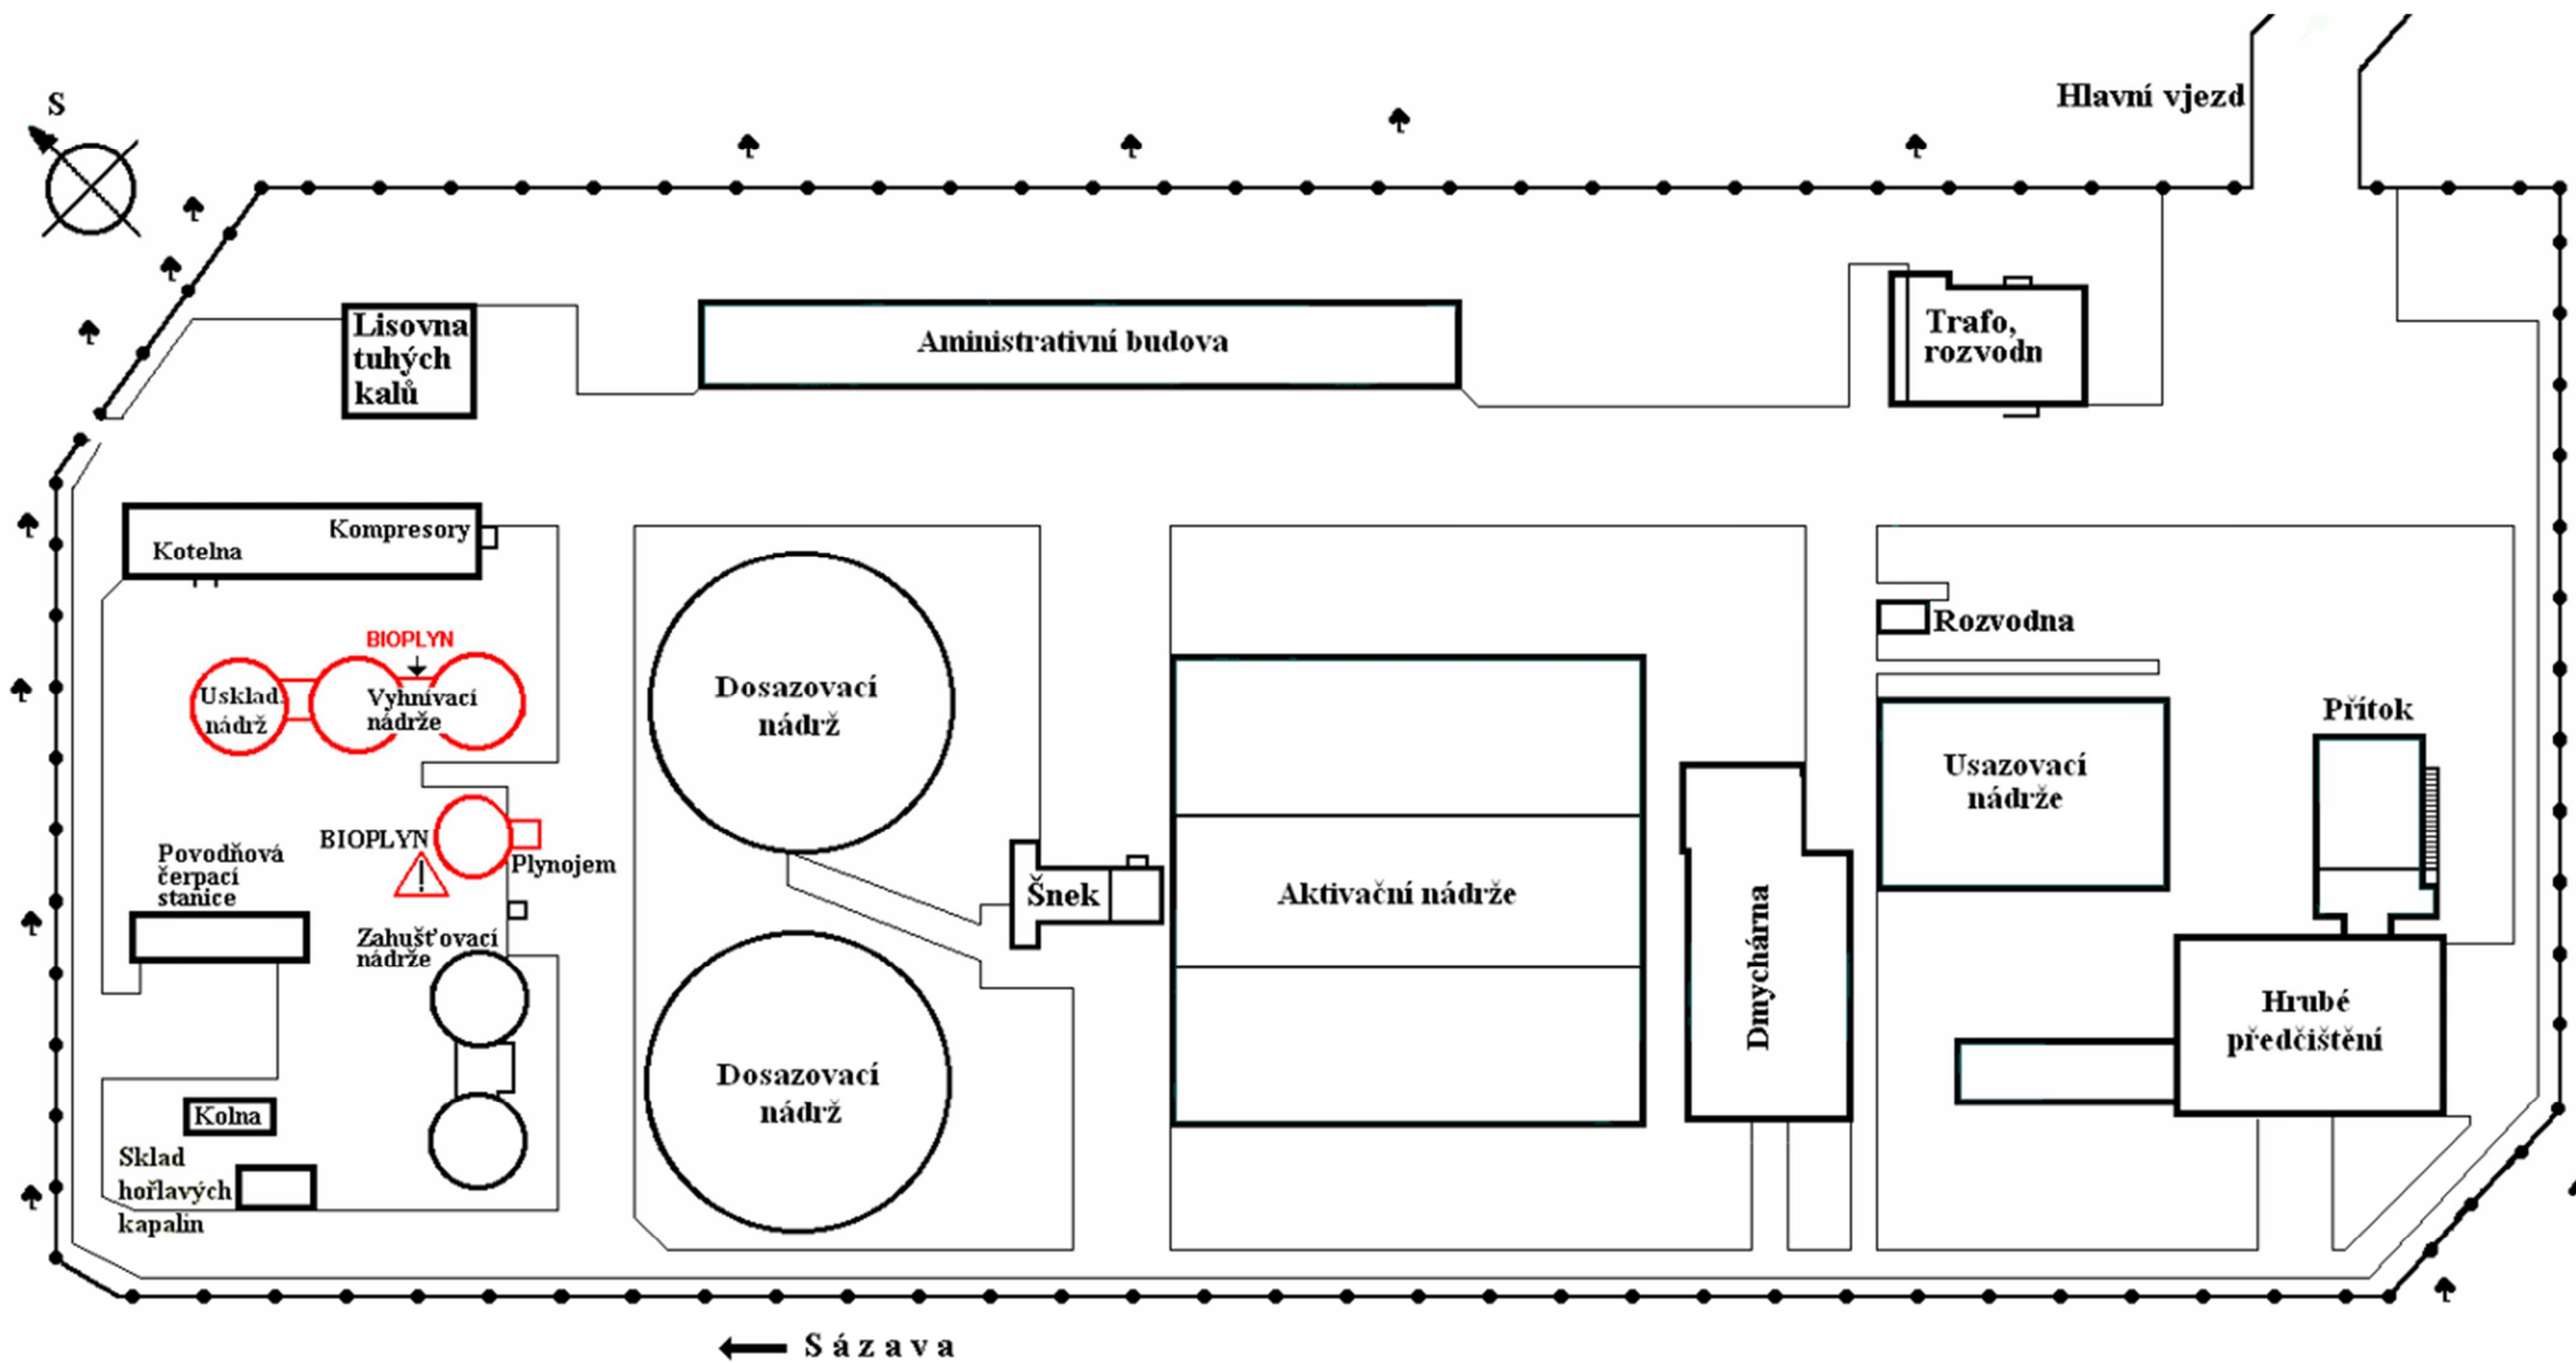 Hlavní vjezd
S
Lisovna
tuhých
kalů
Aministrativní budova
Trafo,
rozvodn
Kompresory
Kotelna
BIOPLYN
Usklad.
nádrž
Vyhnívací
nádrže
Dosazovací
nádrž
Rozvodna
Usazovací
nádrže
Přítok
BIOPLYN
Plynojem
Povodňová
čerpací
stanice
Šnek
Aktivační nádrže
Dmychárna
Zahušťovací
nádrže
Hrubé
předčištění
Dosazovací
nádrž
Kolna
Sklad
hořlavých
kapalin
Sázava